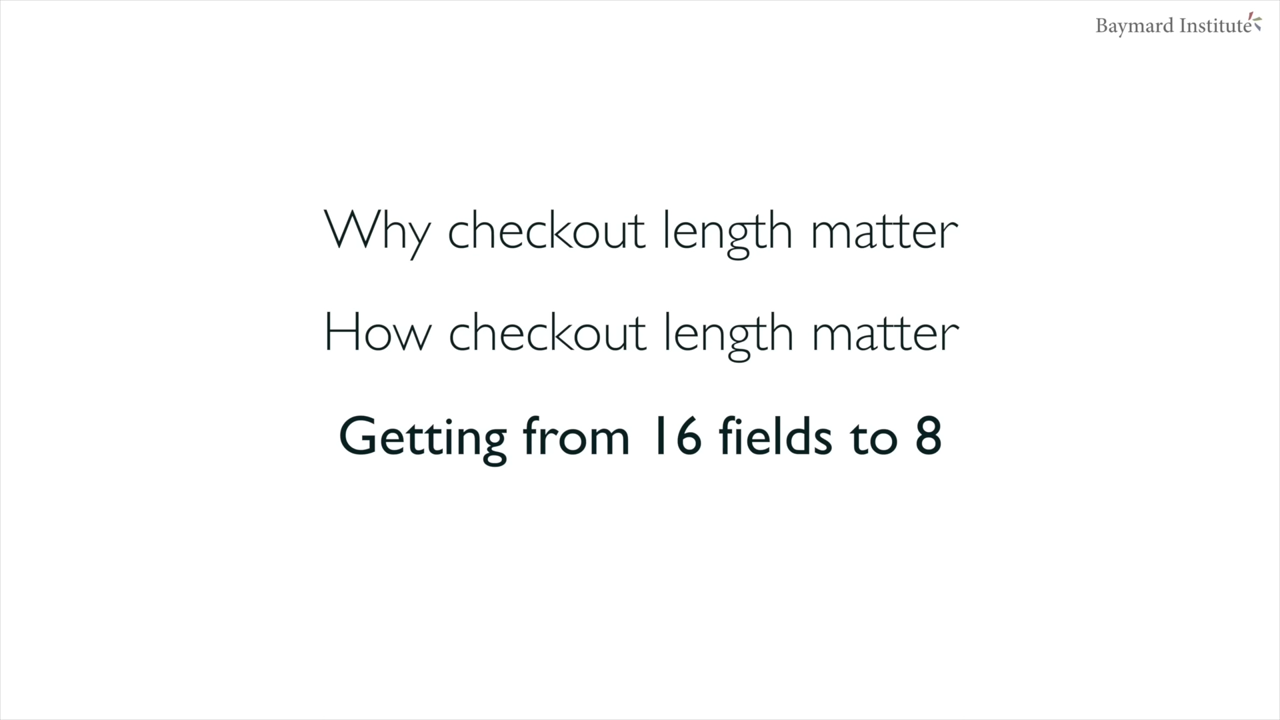 Baymard Institute
Why checkout length matter
How checkout length matter
Getting from 16 fields to 8